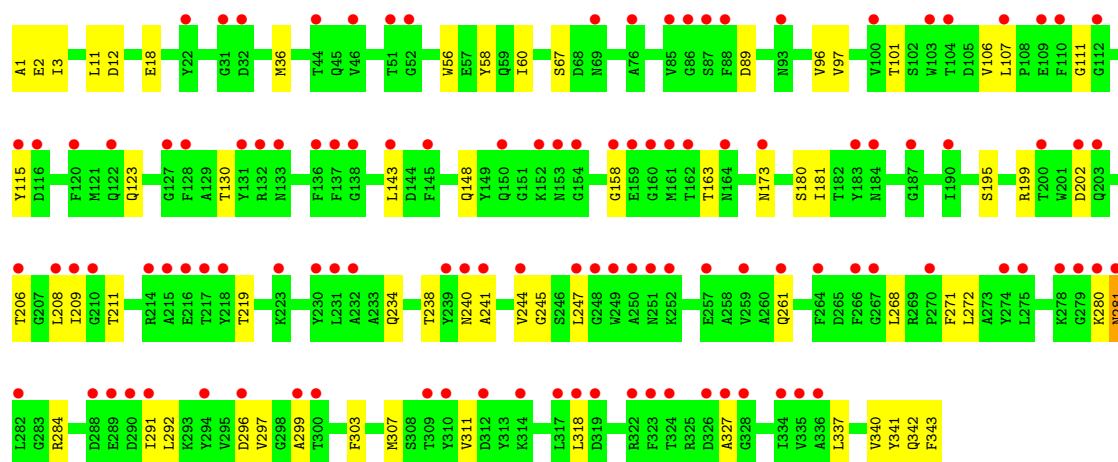 A1 E2 I3 L11 D12 E18 Y22 G31 D32 M36 T44 Q45 V46 T51 G52 W56 E57 Y58 Q59 I60 S67 D68 N69 A76 V85 G86 S87 F88 D89 N93 V96 V97 V100 T101 S102 W103 T104 D105 V106 L107 P108 E109 F110 G111 G112
Y115 D116 F120 M121 Q122 Q123 G127 F128 A129 T130 Y131 R132 N133 F136 F137 G138 L143 D144 F145 Q148 Y149 Q150 G151 K152 N153 G154 G158 E159 G160 M161 T162 T163 N164 N173 S180 I181 T182 Y183 N184 G187 I190 S195 R199 T200 W201 D202 Q203
T206 G207 L208 I209 G210 T211 R214 A215 E216 T217 Y218 T219 K223 Y230 L231 A232 A233 Q234 T238 Y239 N240 A241 V244 G245 S246 L247 G248 W249 A250 N251 K252 E257 A258 V259 A260 Q261 F264 D265 F266 G267 L268 R269 P270 F271 L272 A273 Y274 L275 K278 G279 K280 N281
L282 G283 R284 D288 E289 D290 I291 L292 K293 Y294 V295 D296 V297 G298 A299 T300 F303 M307 S308 T309 Y310 V311 D312 Y313 K314 L317 L318 D319 R322 F323 T324 R325 D326 A327 G328 I334 V335 A336 L337 V340 Y341 Q342 F343